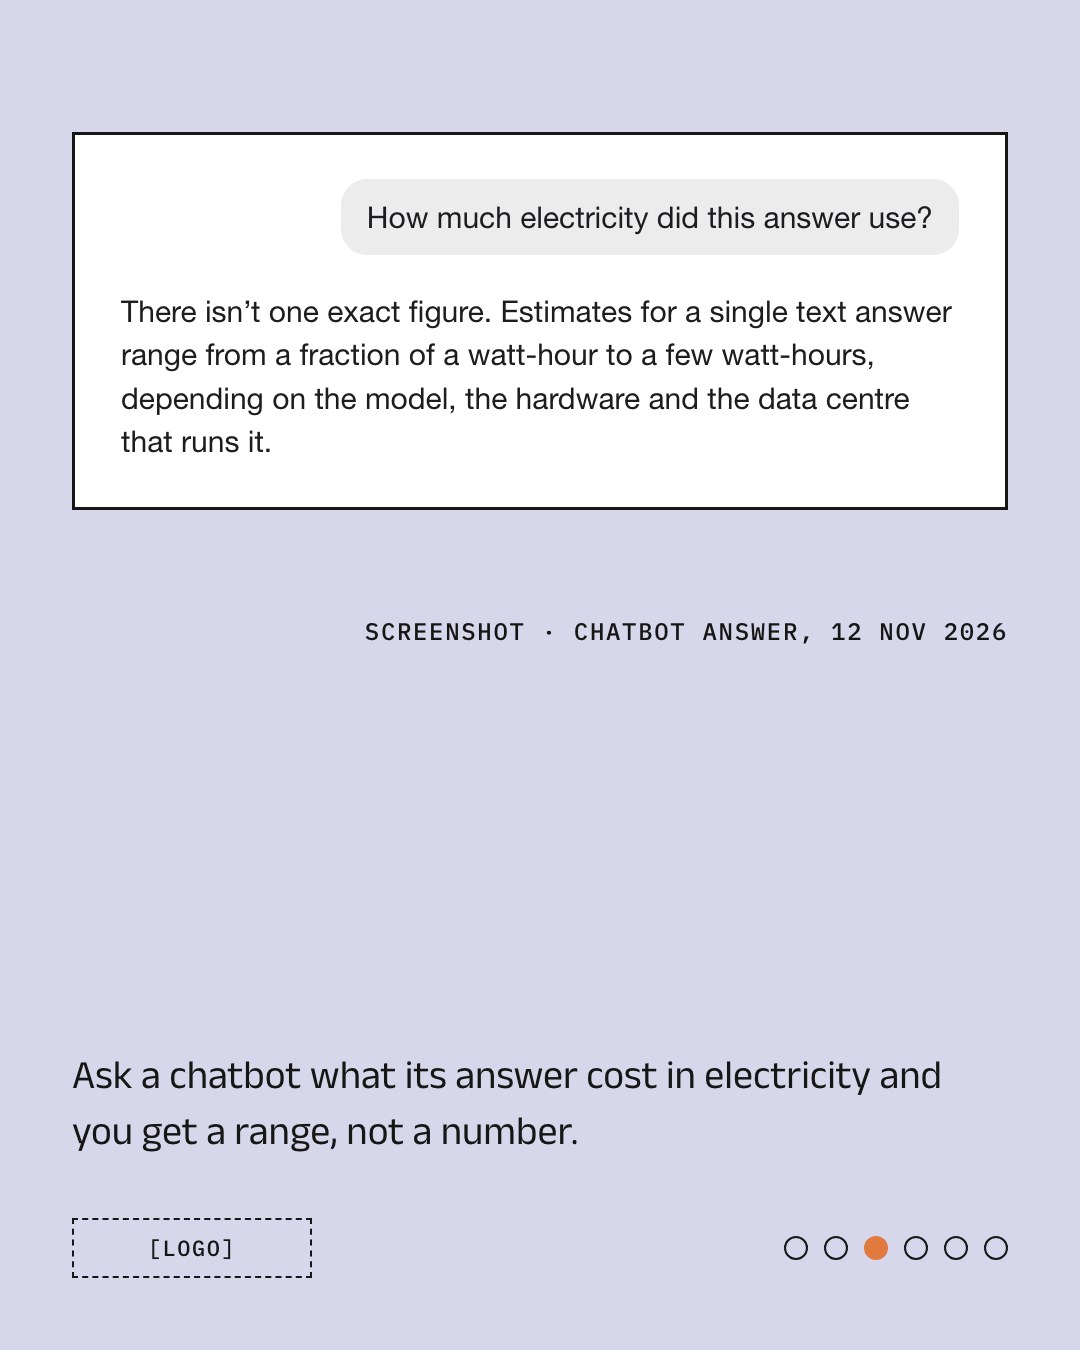 How much electricity did this answer use?
There isn’t one exact figure. Estimates for a single text answer
range from a fraction of a watt-hour to a few watt-hours,
depending on the model, the hardware and the data centre
that runs it.
SCREENSHOT · CHATBOT ANSWER, 12 NOV 2026
Ask a chatbot what its answer cost in electricity and
you get a range, not a number.
[LOGO]